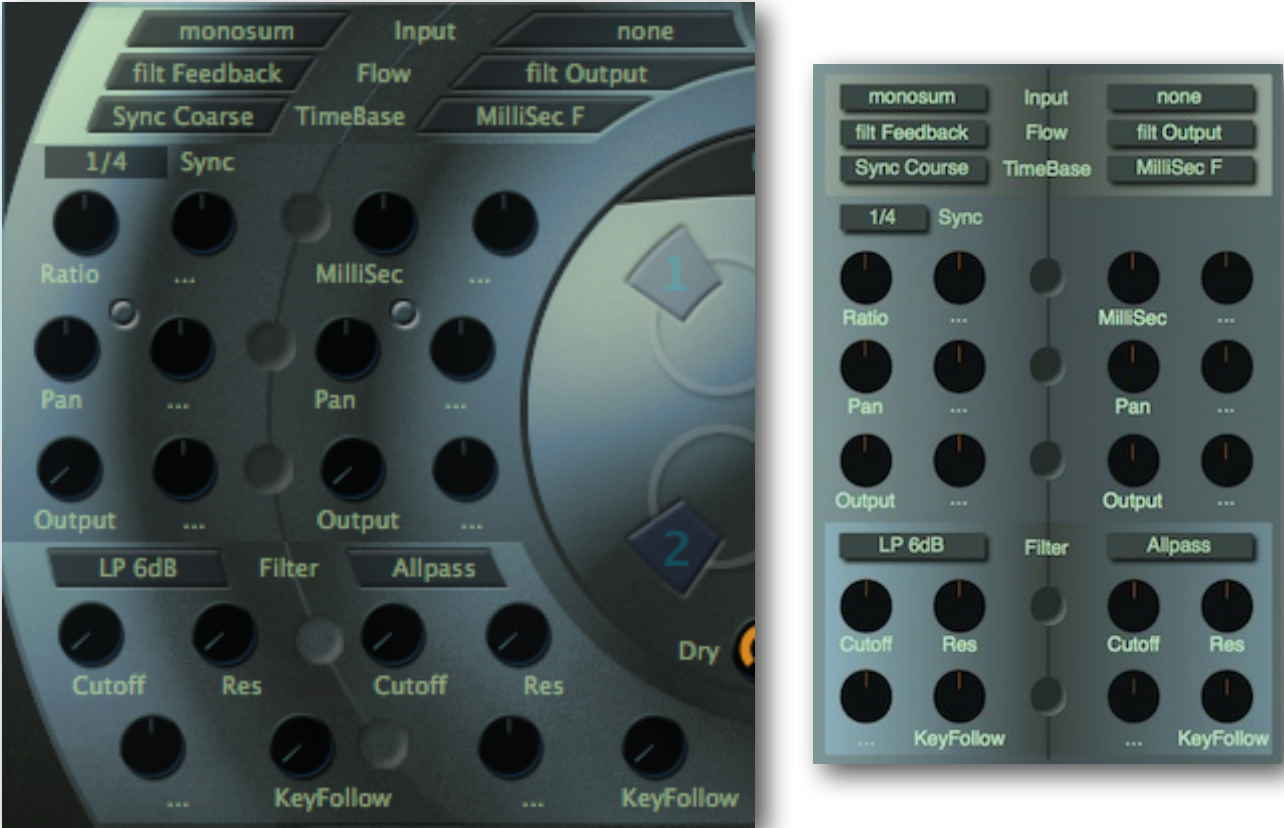 monosum Input none
filt Feedback Flow filt Output
Sync Coarse TimeBase MilliSec F
1/4 Sync
Ratio ... MilliSec ...
1
Pan ... Pan ...
Output ... Output ...
2
LP 6dB Filter Allpass
Dry
Cutoff Res Cutoff Res
... KeyFollow ... KeyFollow
monosum Input none
filt Feedback Flow filt Output
Sync Course TimeBase MilliSec F
1/4 Sync
Ratio ... MilliSec ...
Pan ... Pan ...
Output ... Output ...
LP 6dB Filter Allpass
Cutoff Res Cutoff Res
... KeyFollow ... KeyFollow